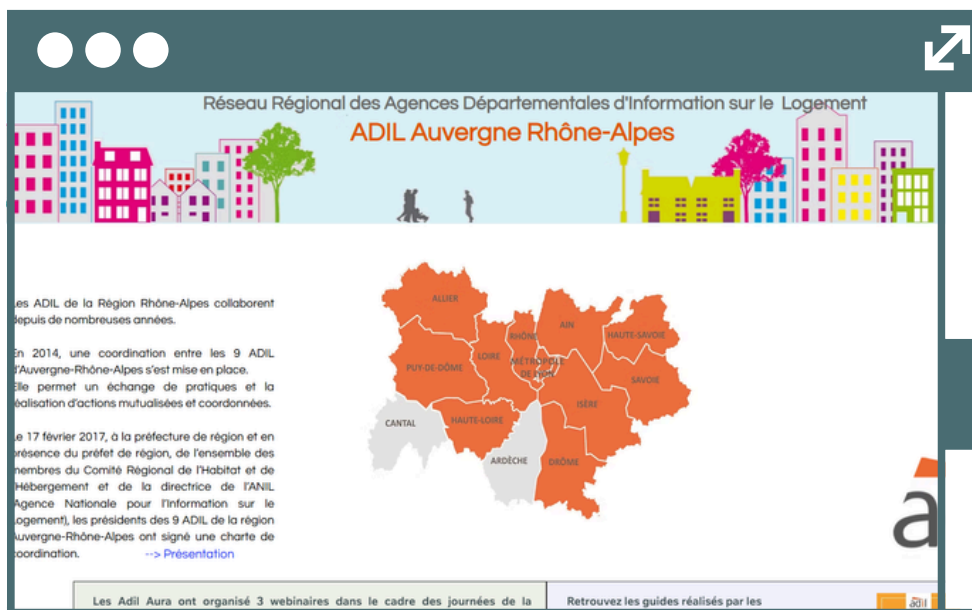 Réseau Régional des Agences Départementales d'Information sur le Logement
ADIL Auvergne Rhône-Alpes
Les ADIL de la Région Rhône-Alpes collaborent
depuis de nombreuses années.
En 2014, une coordination entre les 9 ADIL
d'Auvergne-Rhône-Alpes s'est mise en place.
Elle permet un échange de pratiques et la
réalisation d'actions mutualisées et coordonnées.
Le 17 février 2017, à la préfecture de région et en
présence du préfet de région, de l'ensemble des
membres du Comité Régional de l'Habitat et de
l'Hébergement et de la directrice de l'ANIL
(Agence Nationale pour l'Information sur le
Logement), les présidents des 9 ADIL de la région
Auvergne-Rhône-Alpes ont signé une charte de
coordination. --> Présentation
ALLIER
AIN
RHÔNE
HAUTE-SAVOIE
LOIRE
PUY-DE-DÔME
MÉTROPOLE
DE LYON
SAVOIE
ISÈRE
CANTAL
HAUTE-LOIRE
ARDÈCHE
DRÔME
a
Les Adil Aura ont organisé 3 webinaires dans le cadre des journées de la
Retrouvez les guides réalisés par les
adil